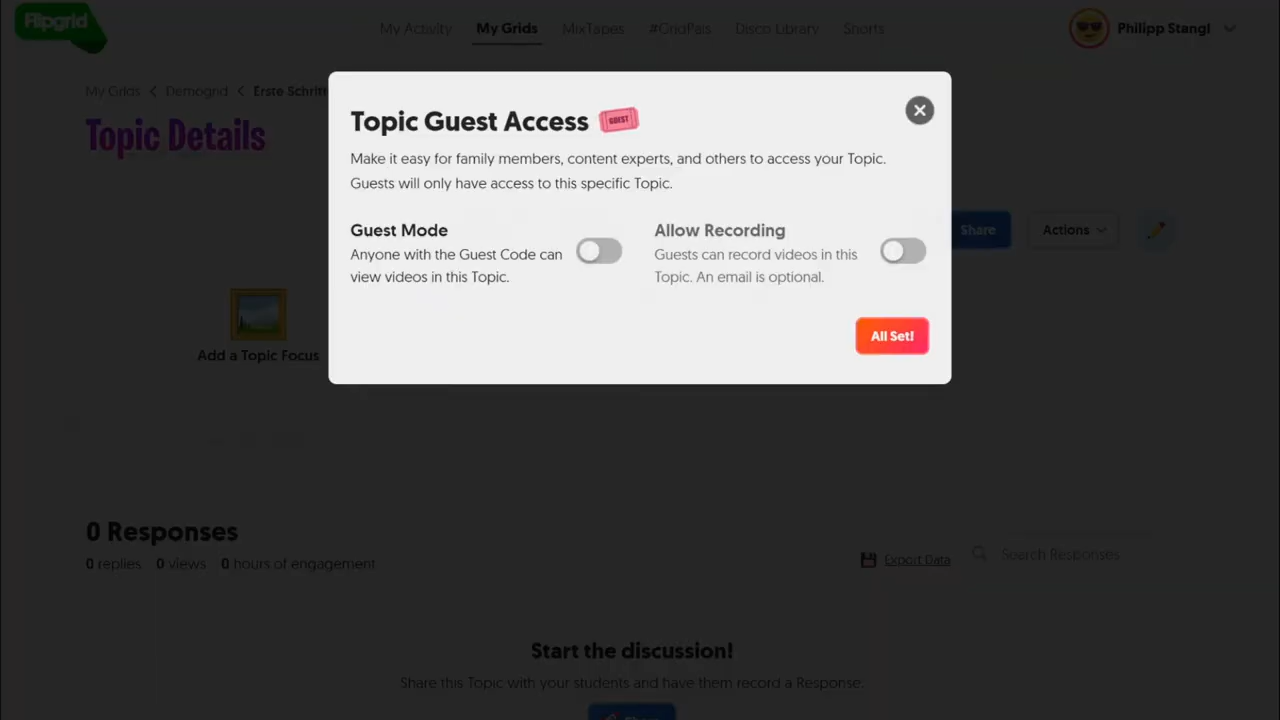 Flipgrid
My Activity My Grids MixTapes #GridPals Disco Library Shorts Philipp Stangl
My Grids Demogrid Erste Schritt
Topic Details
Topic Guest Access GUEST
Make it easy for family members, content experts, and others to access your Topic.
Guests will only have access to this specific Topic.
Guest Mode
Anyone with the Guest Code can
view videos in this Topic.
Allow Recording
Guests can record videos in this
Topic. An email is optional.
All Set!
Share Actions
Add a Topic Focus
0 Responses
0 replies 0 views 0 hours of engagement
Export Data Search Responses
Start the discussion!
Share this Topic with your students and have them record a Response.